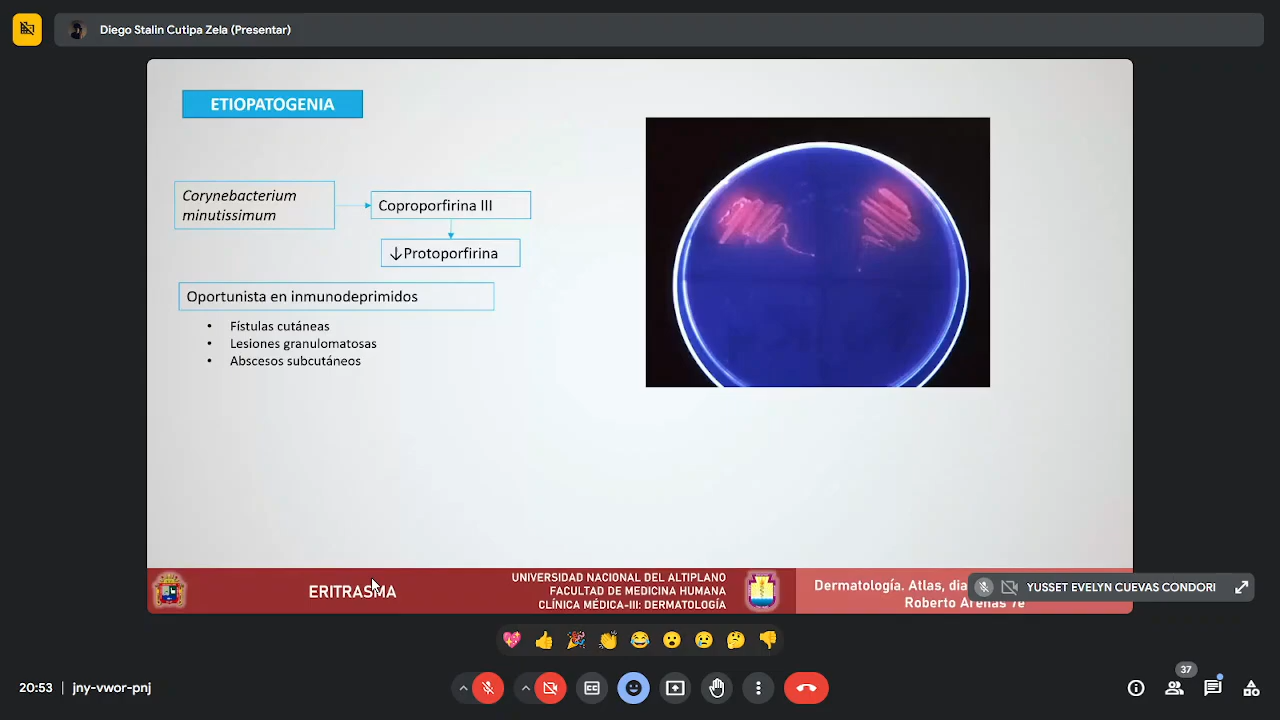 Diego Stalin Cutipa Zela (Presentar)
ETIOPATOGENIA
Corynebacterium
minutissimum
Coproporfirina III
↓Protoporfirina
Oportunista en inmunodeprimidos
• Fístulas cutáneas
• Lesiones granulomatosas
• Abscesos subcutáneos
ERITRASMA
UNIVERSIDAD NACIONAL DEL ALTIPLANO
FACULTAD DE MEDICINA HUMANA
CLÍNICA MÉDICA-III: DERMATOLOGÍA
Dermatología. Atlas, dia
Roberto Arenas 7e
YUSSET EVELYN CUEVAS CONDORI
20:53 | jny-vwor-pnj
CC
37